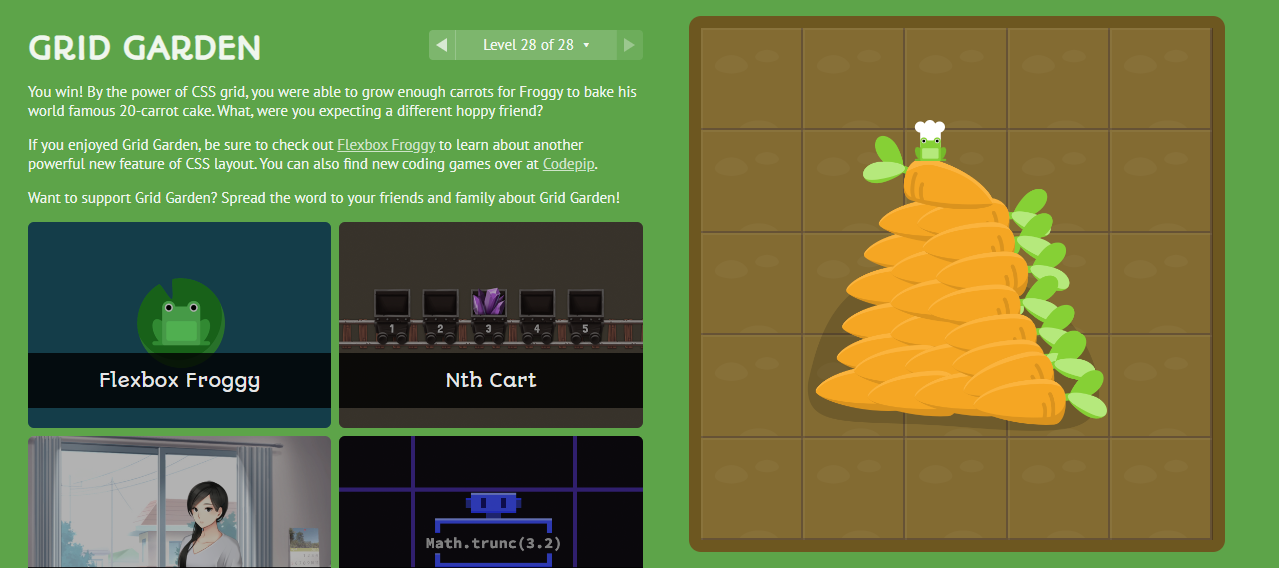 GRID GARDEN
Level 28 of 28
You win! By the power of CSS grid, you were able to grow enough carrots for Froggy to bake his
world famous 20-carrot cake. What, were you expecting a different hoppy friend?
If you enjoyed Grid Garden, be sure to check out Flexbox Froggy to learn about another
powerful new feature of CSS layout. You can also find new coding games over at Codepip.
Want to support Grid Garden? Spread the word to your friends and family about Grid Garden!
1 2 3 4 5
Flexbox Froggy
Nth Cart
Math.trunc(3.2)